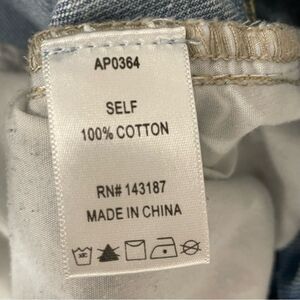 AP0364
SELF
100% COTTON
RN# 143187
MADE IN CHINA